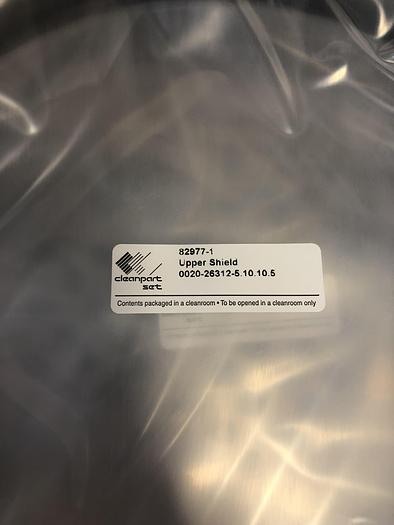 82977-1
Upper Shield
0020-26312-5.10.10.5
cleanpart
set
Contents packaged in a cleanroom • To be opened in a cleanroom only